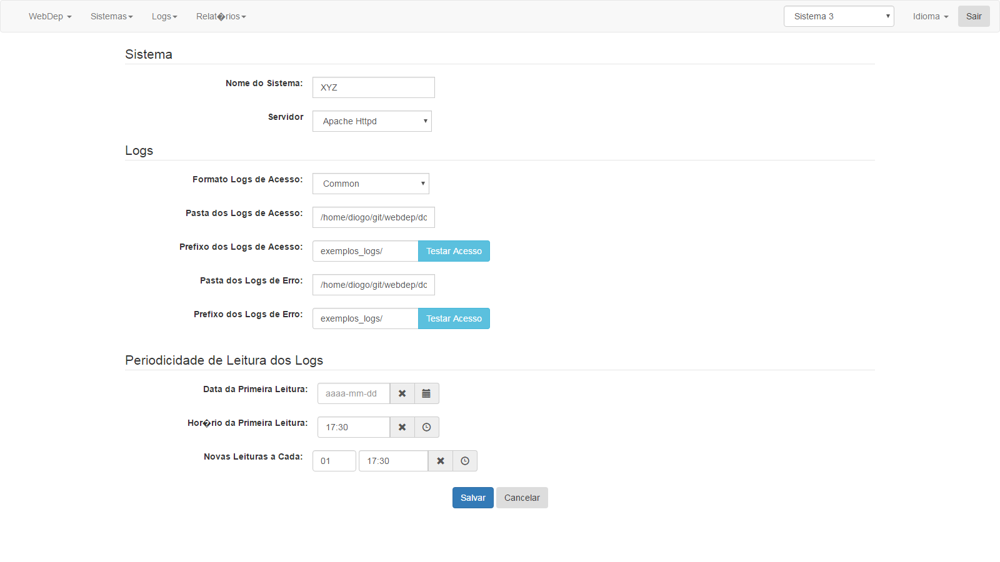 WebDep Sistemas Logs Relat�rios Sistema 3 Idioma Sair
Sistema
Nome do Sistema: XYZ
Servidor Apache Httpd
Logs
Formato Logs de Acesso: Common
Pasta dos Logs de Acesso: /home/diogo/git/webdep/dc
Prefixo dos Logs de Acesso: exemplos_logs/ Testar Acesso
Pasta dos Logs de Erro: /home/diogo/git/webdep/dc
Prefixo dos Logs de Erro: exemplos_logs/ Testar Acesso
Periodicidade de Leitura dos Logs
Data da Primeira Leitura: aaaa-mm-dd
Hor�rio da Primeira Leitura: 17:30
Novas Leituras a Cada: 01 17:30
Salvar Cancelar